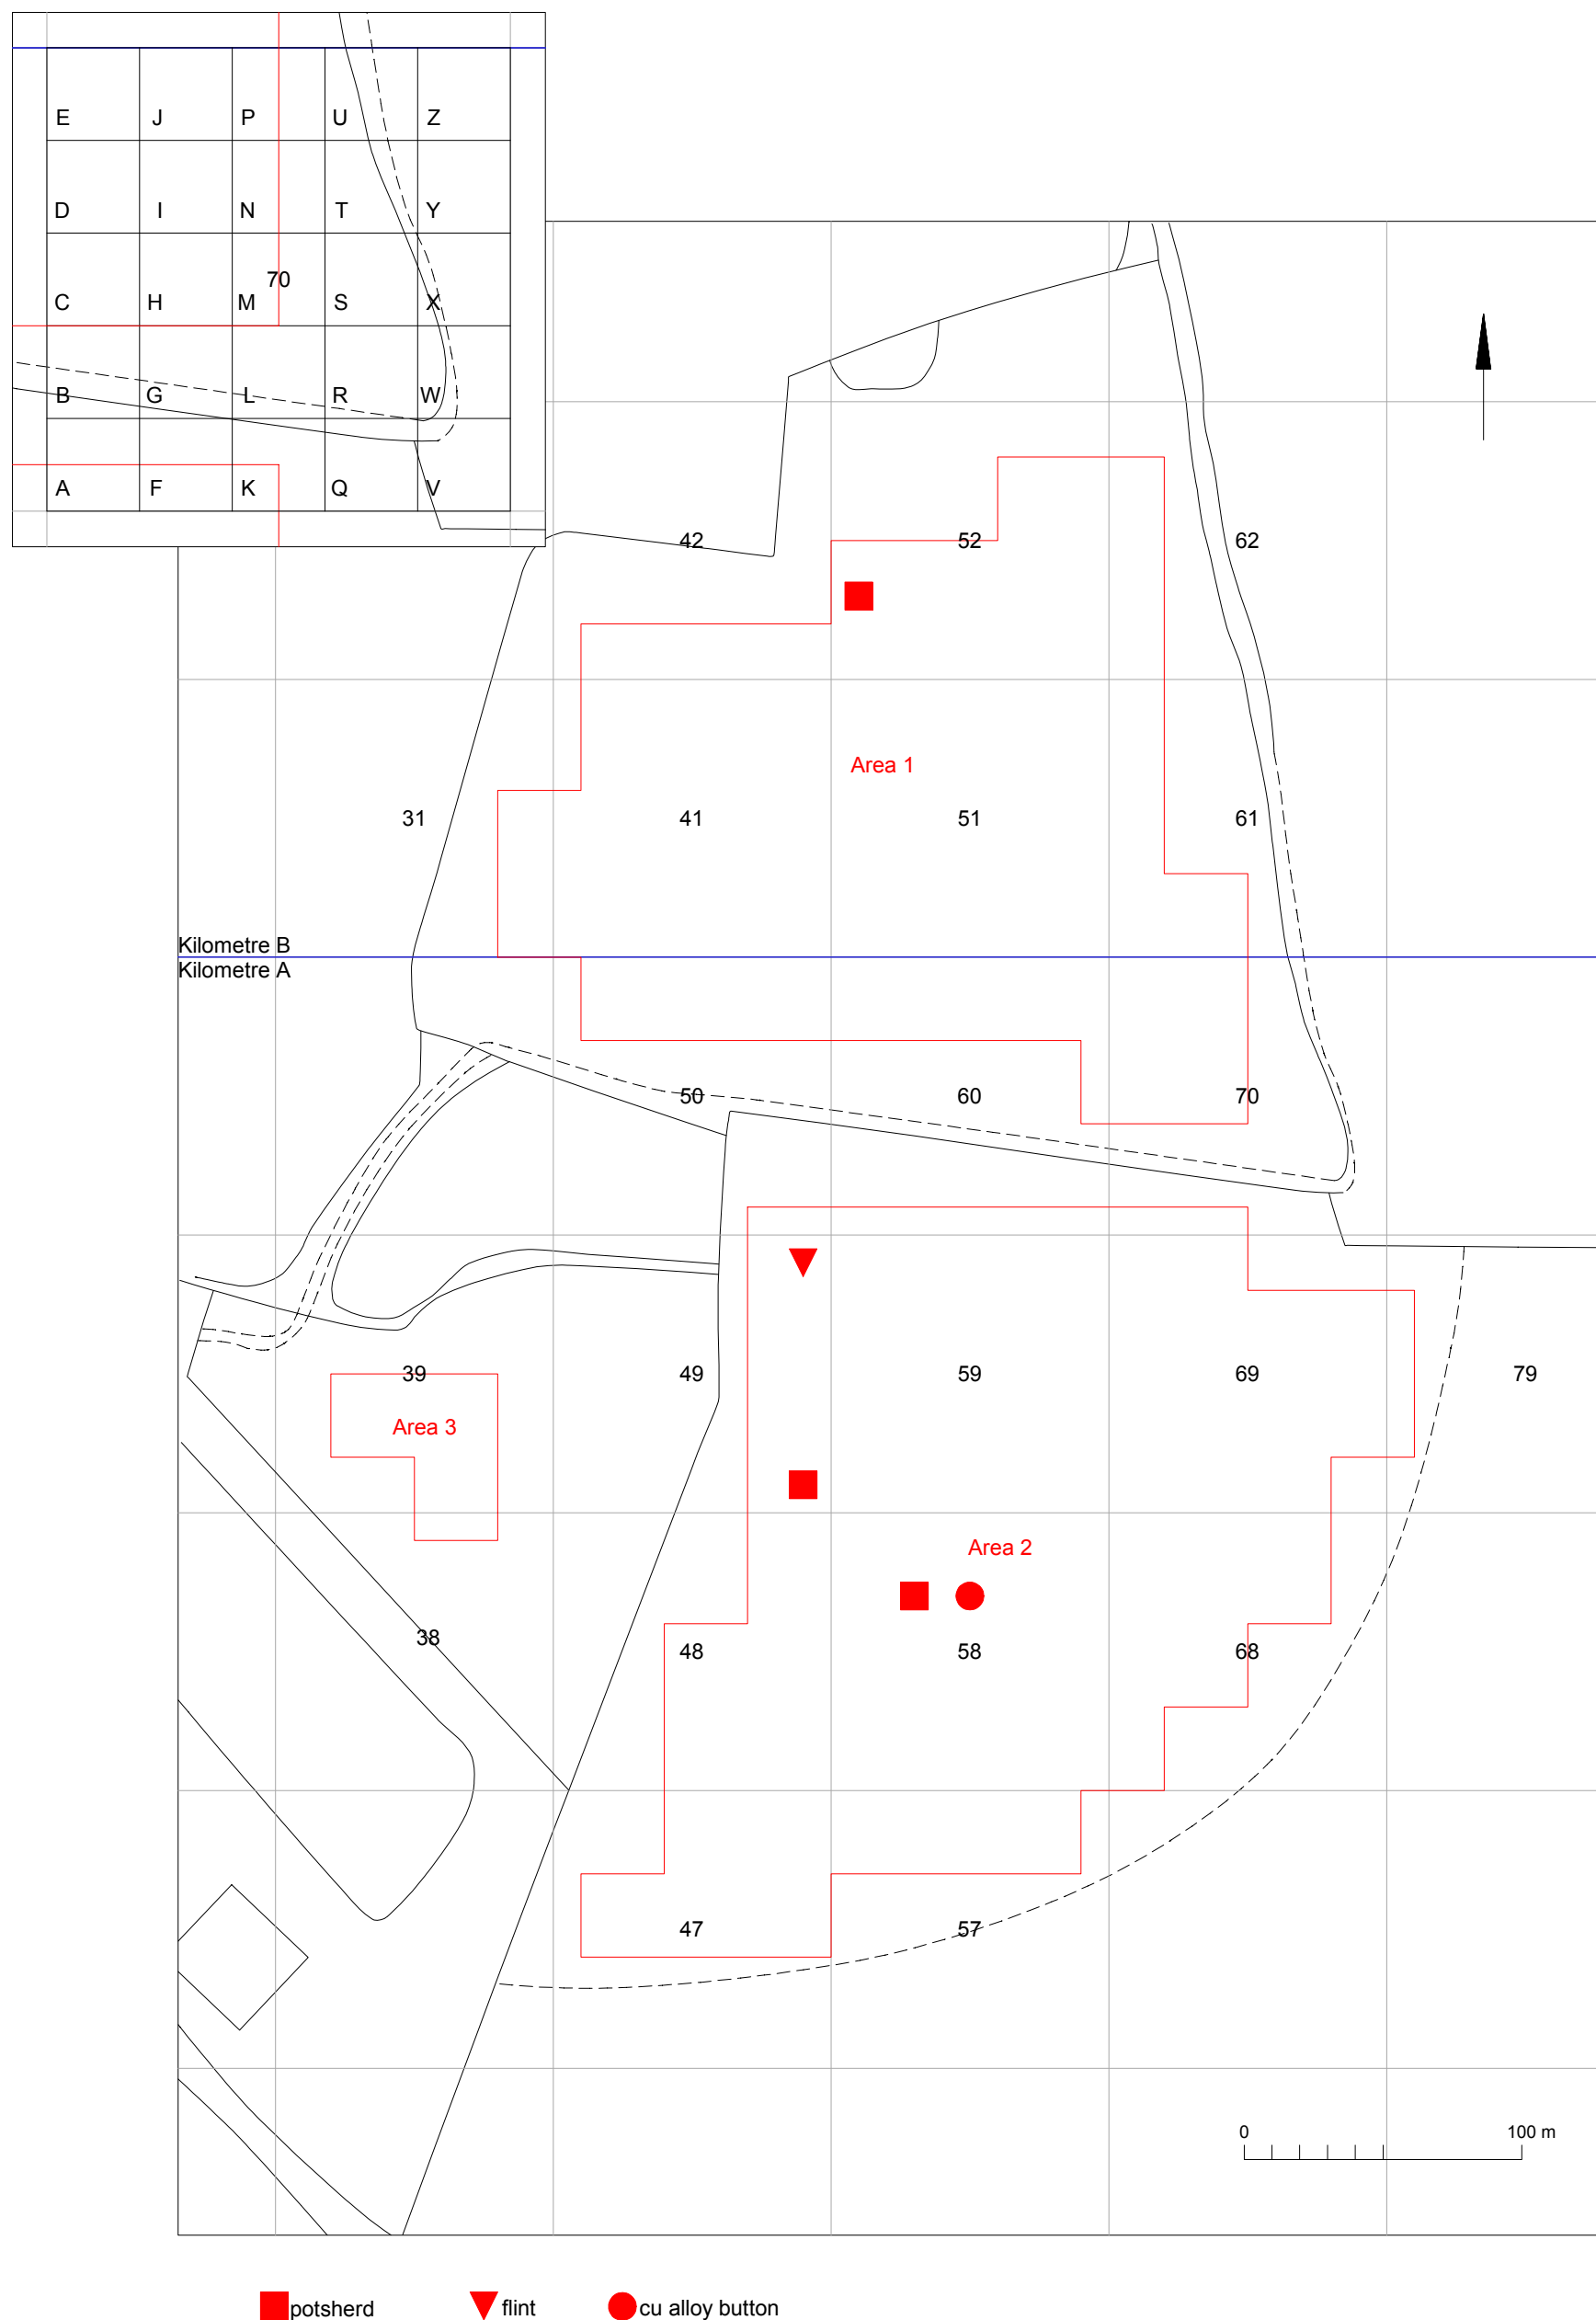 E J P U Z
D I N T Y
70
C H M S X
B G L R W
A F K Q V
42 52 62
Area 1
31 41 51 61
Kilometre B
Kilometre A
50 60 70
39 49 59 69 79
Area 3
Area 2
38 48 58 68
47 57
0 100 m
potsherd flint cu alloy button